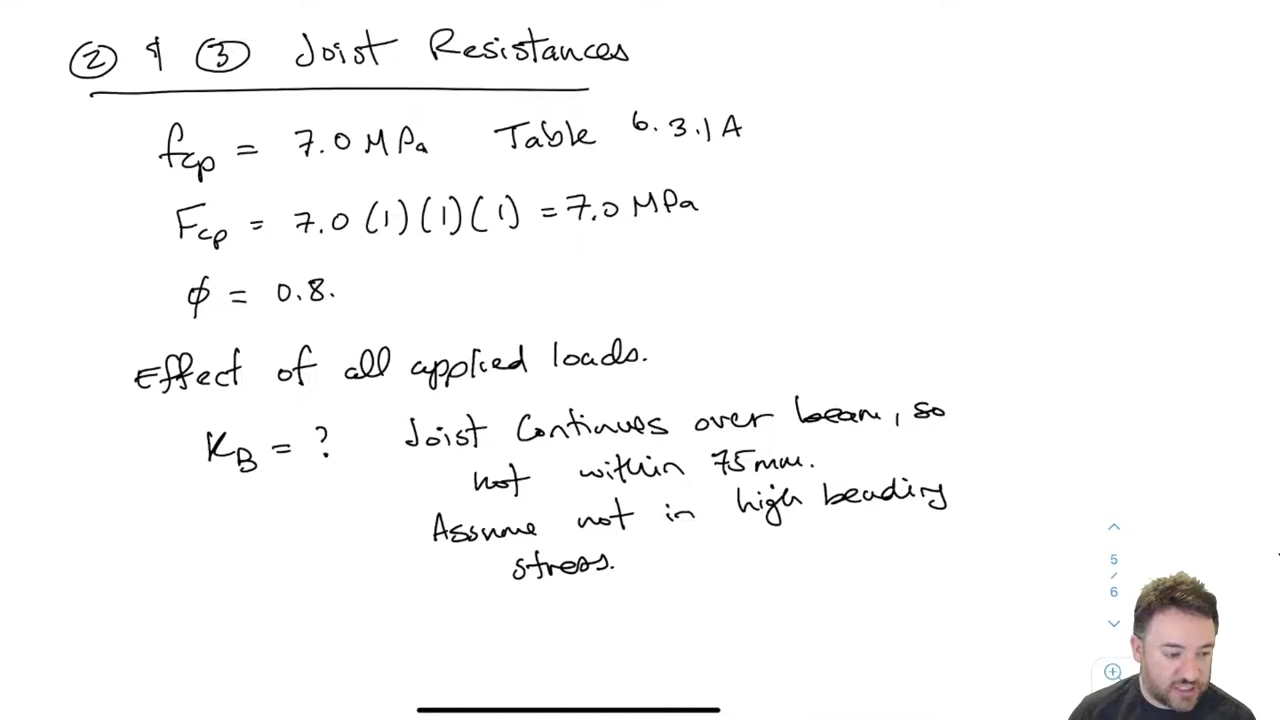 ② & ③ Joist Resistances
fcp = 7.0 MPa Table 6.3.1A
Fcp = 7.0 (1)(1)(1) = 7.0 MPa
ϕ = 0.8.
Effect of all applied loads.
KB = ? Joist continues over beam, so
not within 75mm.
Assume not in high bending
stress.
5
/
6